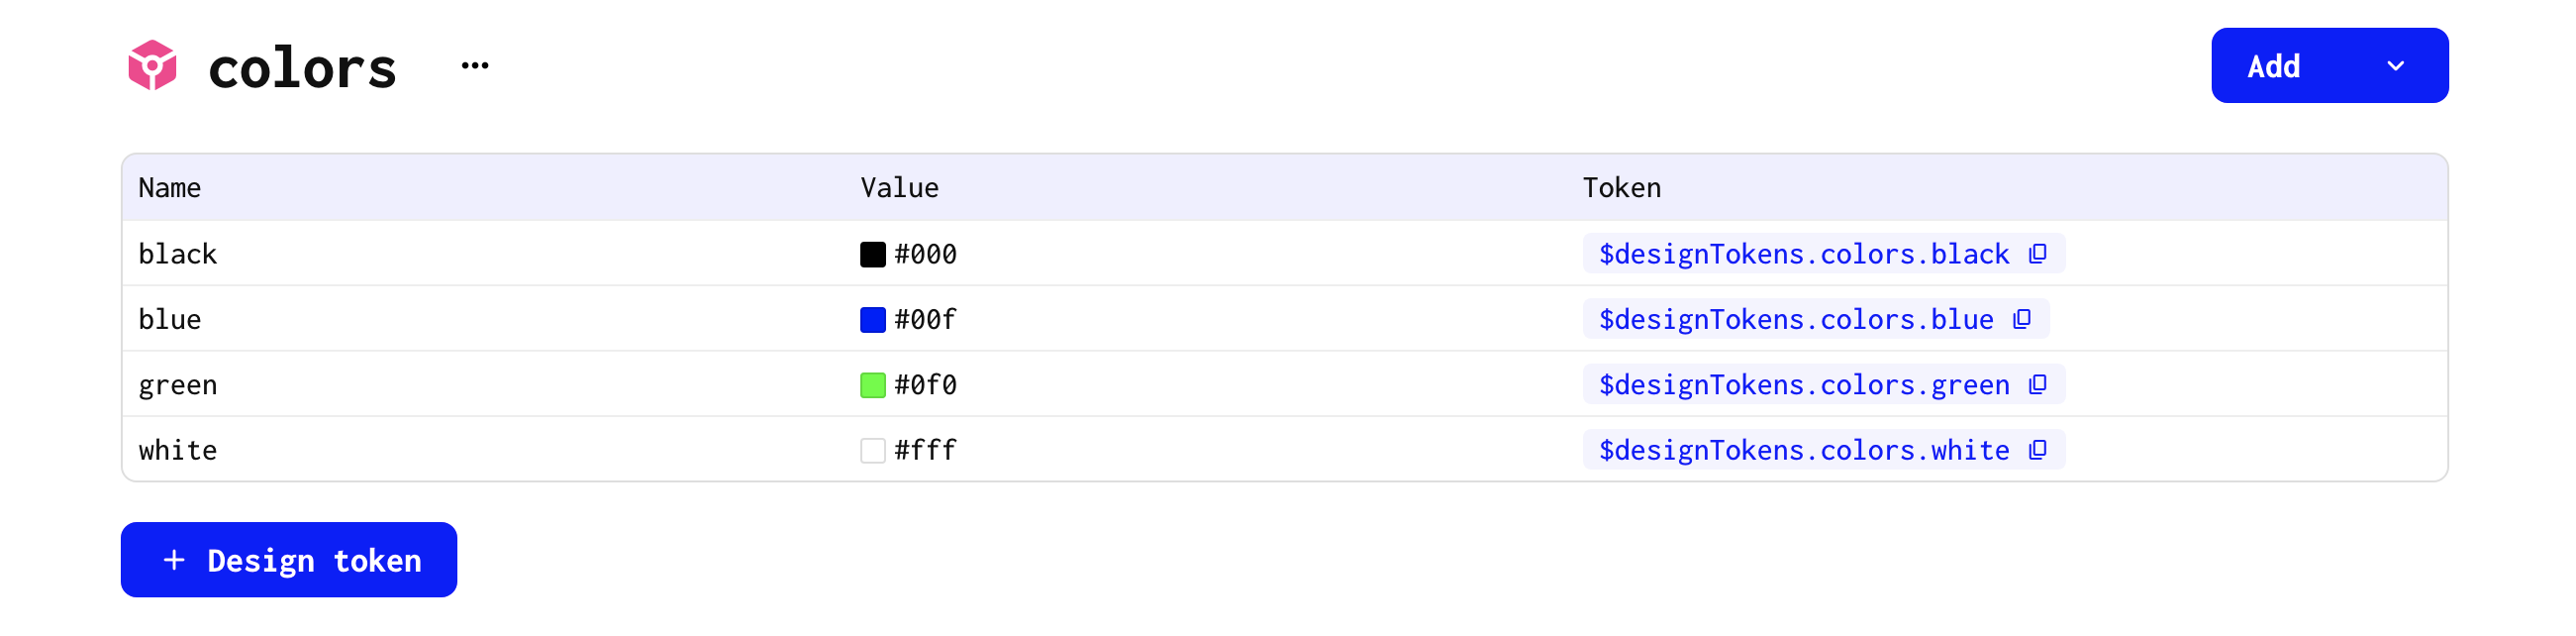 colors ...
Add
Name Value Token
black #000 $designTokens.colors.black
blue #00f $designTokens.colors.blue
green #0f0 $designTokens.colors.green
white #fff $designTokens.colors.white
+ Design token